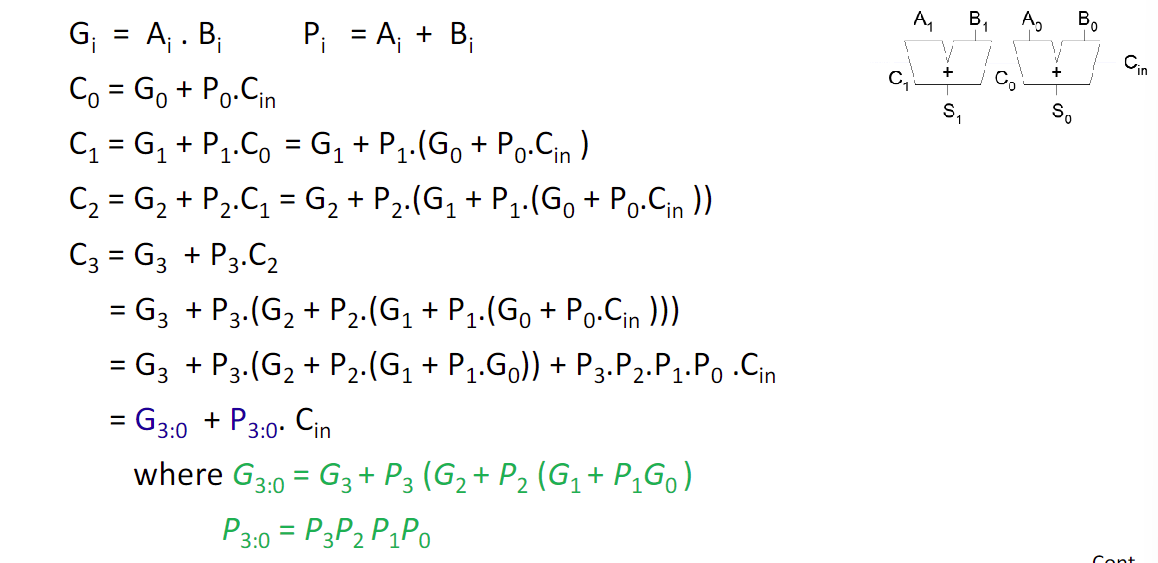 Gᵢ = Aᵢ . Bᵢ Pᵢ = Aᵢ + Bᵢ
C₀ = G₀ + P₀.Cᵢₙ
C₁ = G₁ + P₁.C₀ = G₁ + P₁.(G₀ + P₀.Cᵢₙ )
C₂ = G₂ + P₂.C₁ = G₂ + P₂.(G₁ + P₁.(G₀ + P₀.Cᵢₙ ))
C₃ = G₃ + P₃.C₂
= G₃ + P₃.(G₂ + P₂.(G₁ + P₁.(G₀ + P₀.Cᵢₙ )))
= G₃ + P₃.(G₂ + P₂.(G₁ + P₁.G₀)) + P₃.P₂.P₁.P₀ .Cᵢₙ
= G₃:₀ + P₃:₀. Cᵢₙ
where G₃:₀ = G₃ + P₃ (G₂ + P₂ (G₁ + P₁G₀ )
P₃:₀ = P₃P₂ P₁P₀
A₁ B₁ A₀ B₀
C₁ + C₀ + Cᵢₙ
S₁ S₀